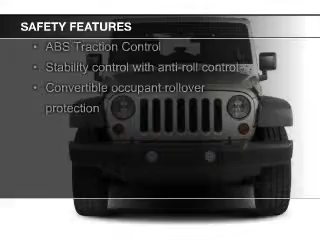 SAFETY FEATURES
• ABS Traction Control
• Stability control with anti-roll control
• Convertible occupant rollover
protection